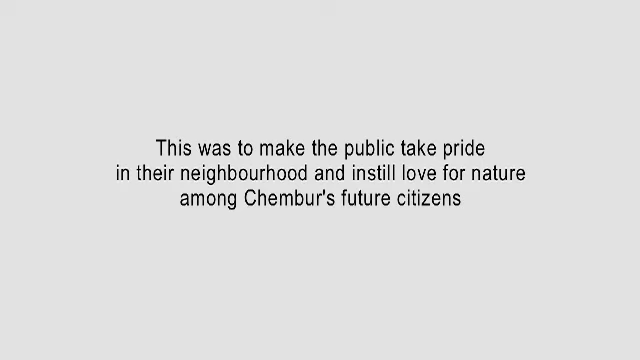 This was to make the public take pride
in their neighbourhood and instill love for nature
among Chembur's future citizens